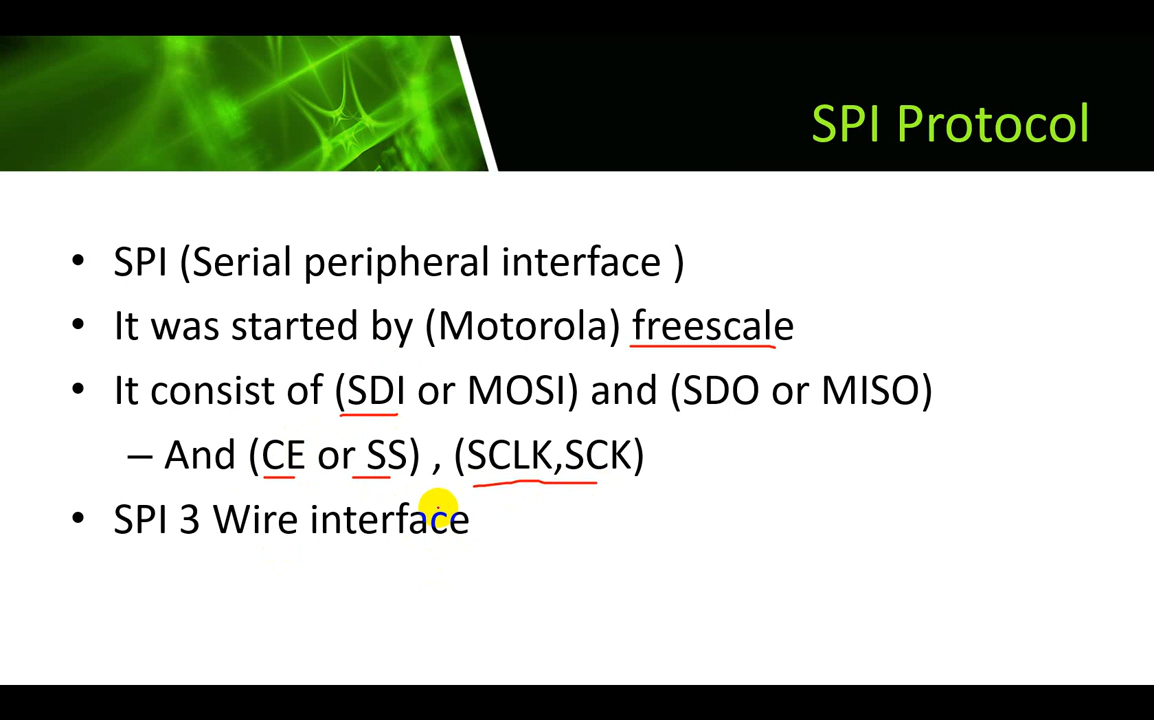 SPI Protocol
• SPI (Serial peripheral interface )
• It was started by (Motorola) freescale
• It consist of (SDI or MOSI) and (SDO or MISO)
– And (CE or SS) , (SCLK,SCK)
• SPI 3 Wire interface